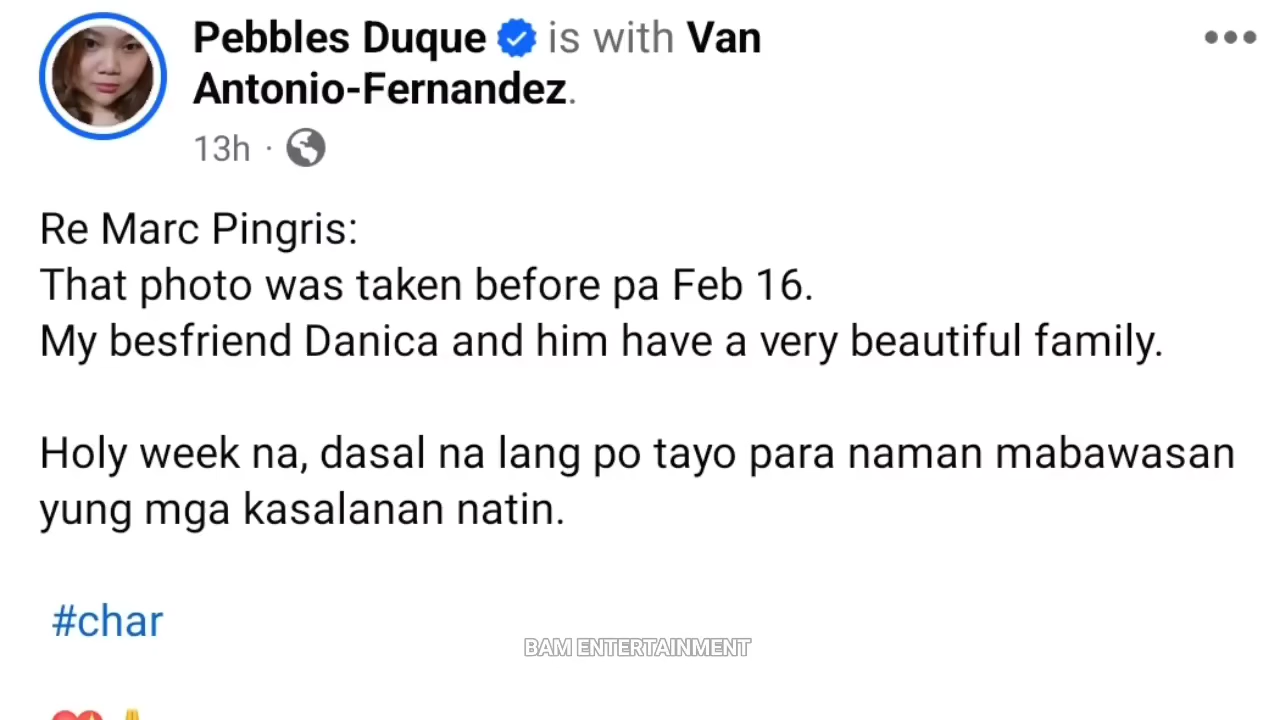 Pebbles Duque is with Van
Antonio-Fernandez.
13h ·
Re Marc Pingris:
That photo was taken before pa Feb 16.
My besfriend Danica and him have a very beautiful family.
Holy week na, dasal na lang po tayo para naman mabawasan
yung mga kasalanan natin.
#char
BAM ENTERTAINMENT